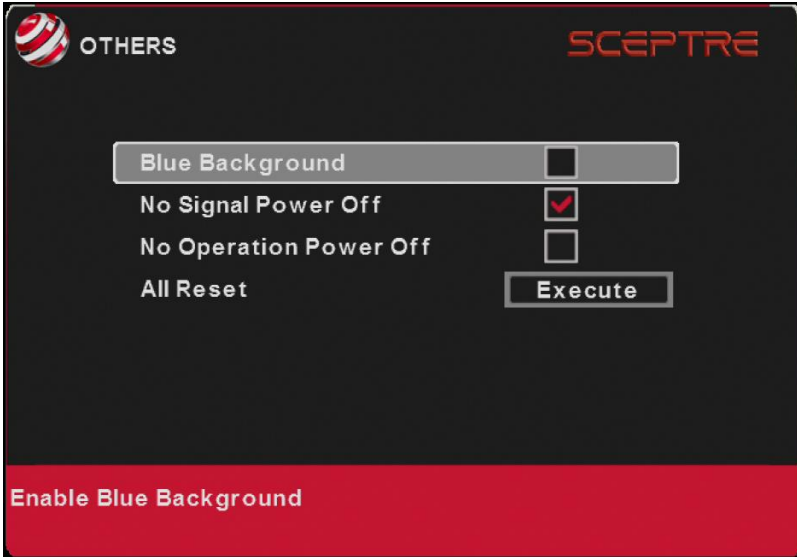 OTHERS
SCEPTRE
Blue Background
No Signal Power Off
No Operation Power Off
All Reset
Execute
Enable Blue Background